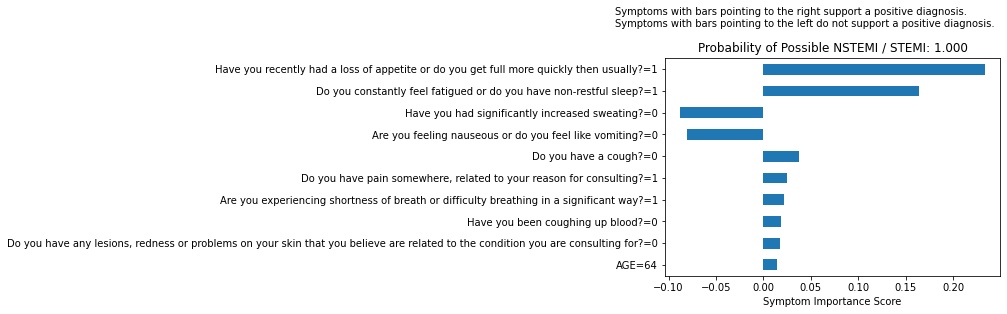 Symptoms with bars pointing to the right support a positive diagnosis.
Symptoms with bars pointing to the left do not support a positive diagnosis.
Probability of Possible NSTEMI / STEMI: 1.000
Have you recently had a loss of appetite or do you get full more quickly then usually?=1
Do you constantly feel fatigued or do you have non-restful sleep?=1
Have you had significantly increased sweating?=0
Are you feeling nauseous or do you feel like vomiting?=0
Do you have a cough?=0
Do you have pain somewhere, related to your reason for consulting?=1
Are you experiencing shortness of breath or difficulty breathing in a significant way?=1
Have you been coughing up blood?=0
Do you have any lesions, redness or problems on your skin that you believe are related to the condition you are consulting for?=0
AGE=64
−0.10 −0.05 0.00 0.05 0.10 0.15 0.20
Symptom Importance Score